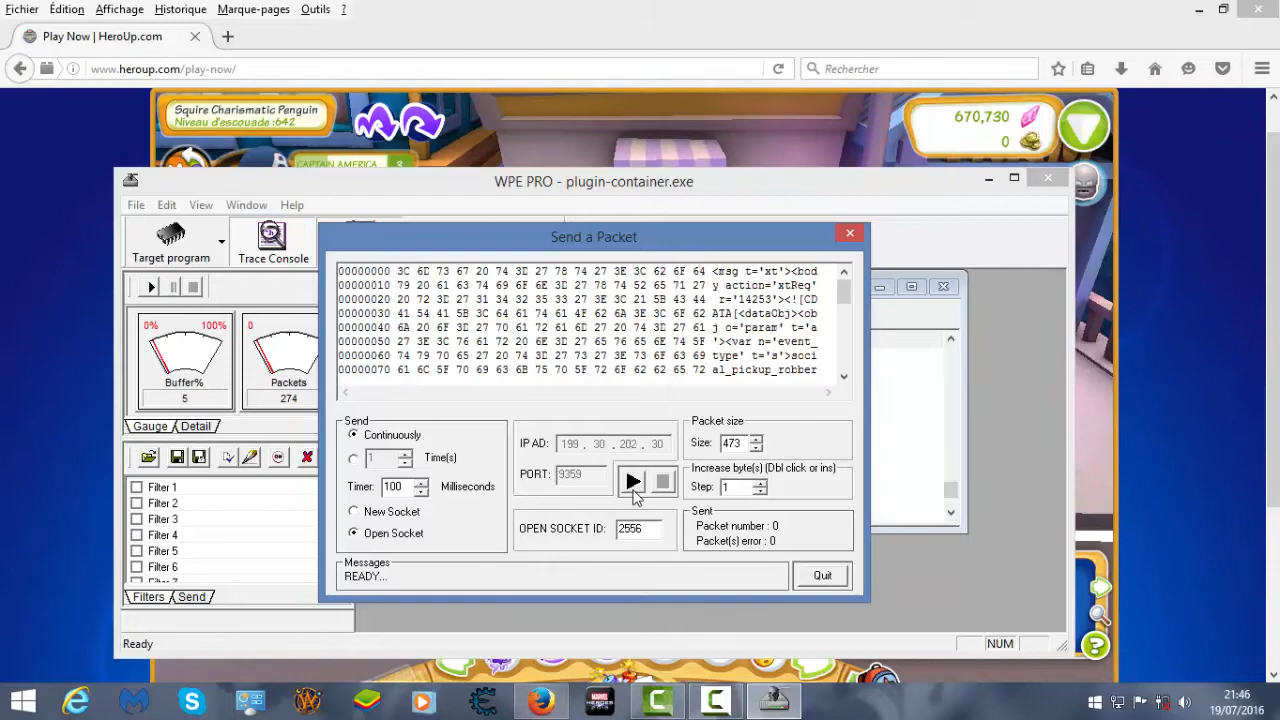 Fichier Édition Affichage Historique Marque-pages Outils ?
Play Now | HeroUp.com
www.heroup.com/play-now/
Rechercher
Squire Charismatic Penguin
Niveau d'escouade :642
670,730
0
CAPTAIN AMERICA 3
WPE PRO - plugin-container.exe
File Edit View Window Help
Target program
Trace Console
Send a Packet
00000000 3C 6D 73 67 20 74 3D 27 78 74 27 3E 3C 62 6F 64 <msg t='xt'><bod
00000010 79 20 61 63 74 69 6F 6E 3D 27 78 74 52 65 71 27 y action='xtReq'
00000020 20 72 3D 27 31 34 32 35 33 27 3E 3C 21 5B 43 44 r='14253'><![CD
00000030 41 54 41 5B 3C 64 61 74 61 4F 62 6A 3E 3C 6F 62 ATA[<dataObj><ob
00000040 6A 20 6F 3D 27 70 61 72 61 6D 27 20 74 3D 27 61 j o='param' t='a
00000050 27 3E 3C 76 61 72 20 6E 3D 27 65 76 65 6E 74 5F '><var n='event_
00000060 74 79 70 65 27 20 74 3D 27 73 27 3E 73 6F 63 69 type' t='s'>soci
00000070 61 6C 5F 70 69 63 6B 75 70 5F 72 6F 62 62 65 72 al_pickup_robber
0% 100%
Buffer%
5
0
Packets
274
Gauge Detail
Filter 1
Filter 2
Filter 3
Filter 4
Filter 5
Filter 6
Filter 7
Filters Send
Send
Continuously
1 Time(s)
Timer: 100 Milliseconds
New Socket
Open Socket
IP AD: 199 . 30 . 202 . 30
PORT: 9359
OPEN SOCKET ID: 2556
Packet size
Size: 473
Increase byte(s) (Dbl click or ins)
Step: 1
Sent
Packet number : 0
Packet(s) error : 0
Messages
READY...
Quit
Ready
NUM
?
MARVEL HEROES
21:46
19/07/2016